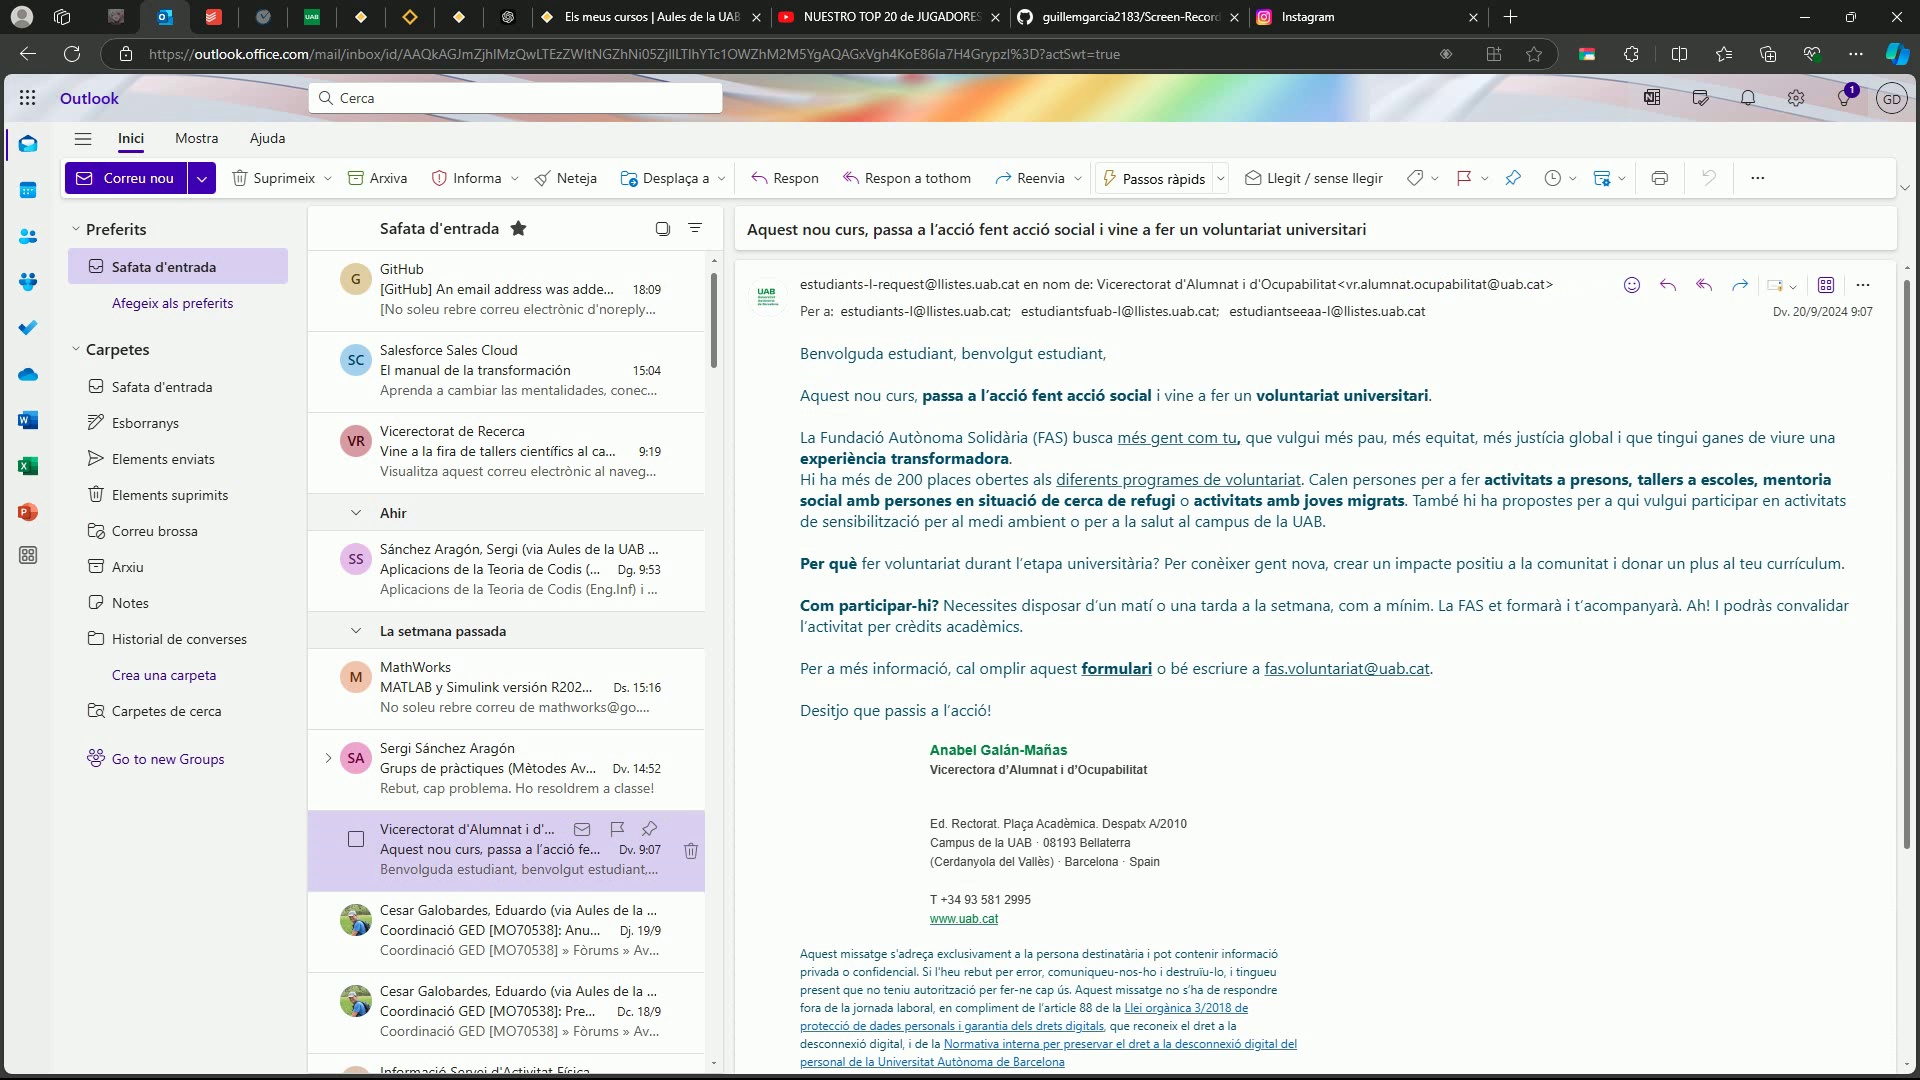 Els meus cursos | Aules de la UAB
NUESTRO TOP 20 de JUGADORES
guillemgarcia2183/Screen-Record
Instagram
Outlook
Cerca
GD
1
Inici
Mostra
Ajuda
Correu nou
Suprimeix
Arxiva
Informa
Neteja
Desplaça a
Respon
Respon a tothom
Reenvia
Passos ràpids
Llegit / sense llegir
Preferits
Safata d'entrada
Afegeix als preferits
Carpetes
Safata d'entrada
Esborranys
Elements enviats
Elements suprimits
Correu brossa
Arxiu
Notes
Historial de converses
Crea una carpeta
Carpetes de cerca
Go to new Groups
Safata d'entrada
G
GitHub
[GitHub] An email address was adde... 18:09
[No soleu rebre correu electrònic d'noreply...
SC
Salesforce Sales Cloud
El manual de la transformación 15:04
Aprenda a cambiar las mentalidades, conec...
VR
Vicerectorat de Recerca
Vine a la fira de tallers científics al ca... 9:19
Visualitza aquest correu electrònic al naveg...
Ahir
SS
Sánchez Aragón, Sergi (via Aules de la UAB ...
Aplicacions de la Teoria de Codis (... Dg. 9:53
Aplicacions de la Teoria de Codis (Eng.Inf) i ...
La setmana passada
M
MathWorks
MATLAB y Simulink versión R202... Ds. 15:16
No soleu rebre correu de mathworks@go....
SA
Sergi Sánchez Aragón
Grups de pràctiques (Mètodes Av... Dv. 14:52
Rebut, cap problema. Ho resoldrem a classe!
Vicerectorat d'Alumnat i d'...
Aquest nou curs, passa a l’acció fe... Dv. 9:07
Benvolguda estudiant, benvolgut estudiant,...
Cesar Galobardes, Eduardo (via Aules de la ...
Coordinació GED [MO70538]: Anu... Dj. 19/9
Coordinació GED [MO70538] » Fòrums » Av...
Cesar Galobardes, Eduardo (via Aules de la ...
Coordinació GED [MO70538]: Pre... Dc. 18/9
Coordinació GED [MO70538] » Fòrums » Av...
Informació Servei d'Activitat Física
Aquest nou curs, passa a l’acció fent acció social i vine a fer un voluntariat universitari
UAB
estudiants-l-request@llistes.uab.cat en nom de: Vicerectorat d'Alumnat i d'Ocupabilitat<vr.alumnat.ocupabilitat@uab.cat>
Per a: estudiants-l@llistes.uab.cat; estudiantsfuab-l@llistes.uab.cat; estudiantseeaa-l@llistes.uab.cat
Dv. 20/9/2024 9:07
Benvolguda estudiant, benvolgut estudiant,
Aquest nou curs, passa a l’acció fent acció social i vine a fer un voluntariat universitari.
La Fundació Autònoma Solidària (FAS) busca més gent com tu, que vulgui més pau, més equitat, més justícia global i que tingui ganes de viure una
experiència transformadora.
Hi ha més de 200 places obertes als diferents programes de voluntariat. Calen persones per a fer activitats a presons, tallers a escoles, mentoria
social amb persones en situació de cerca de refugi o activitats amb joves migrats. També hi ha propostes per a qui vulgui participar en activitats
de sensibilització per al medi ambient o per a la salut al campus de la UAB.
Per què fer voluntariat durant l’etapa universitària? Per conèixer gent nova, crear un impacte positiu a la comunitat i donar un plus al teu currículum.
Com participar-hi? Necessites disposar d’un matí o una tarda a la setmana, com a mínim. La FAS et formarà i t’acompanyarà. Ah! I podràs convalidar
l’activitat per crèdits acadèmics.
Per a més informació, cal omplir aquest formulari o bé escriure a fas.voluntariat@uab.cat.
Desitjo que passis a l’acció!
Anabel Galán-Mañas
Vicerectora d’Alumnat i d’Ocupabilitat
Ed. Rectorat. Plaça Acadèmica. Despatx A/2010
Campus de la UAB · 08193 Bellaterra
(Cerdanyola del Vallès) · Barcelona · Spain
T +34 93 581 2995
www.uab.cat
Aquest missatge s'adreça exclusivament a la persona destinatària i pot contenir informació
privada o confidencial. Si l'heu rebut per error, comuniqueu-nos-ho i destruïu-lo, i tingueu
present que no teniu autorització per fer-ne cap ús. Aquest missatge no s’ha de respondre
fora de la jornada laboral, en compliment de l’article 88 de la Llei orgànica 3/2018 de
protecció de dades personals i garantia dels drets digitals, que reconeix el dret a la
desconnexió digital, i de la Normativa interna per preservar el dret a la desconnexió digital del
personal de la Universitat Autònoma de Barcelona